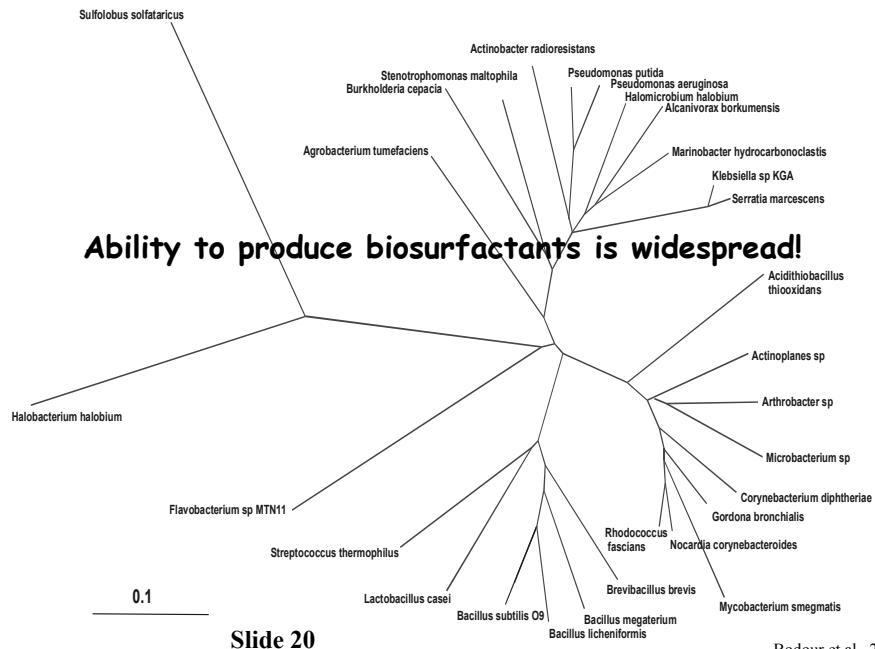 Sulfolobus solfataricus
Actinobacter radioresistans
Stenotrophomonas maltophila
Pseudomonas putida
Pseudomonas aeruginosa
Burkholderia cepacia
Halomicrobium halobium
Alcanivorax borkumensis
Agrobacterium tumefaciens
Marinobacter hydrocarbonoclastis
Klebsiella sp KGA
Serratia marcescens
Ability to produce biosurfactants is widespread!
Acidithiobacillus
thiooxidans
Actinoplanes sp
Arthrobacter sp
Halobacterium halobium
Microbacterium sp
Corynebacterium diphtheriae
Flavobacterium sp MTN11
Gordona bronchialis
Rhodococcus
fascians
Nocardia corynebacteroides
Streptococcus thermophilus
Brevibacillus brevis
Lactobacillus casei
Mycobacterium smegmatis
Bacillus subtilis O9
Bacillus megaterium
Bacillus licheniformis
0.1
Slide 20
et al. 2